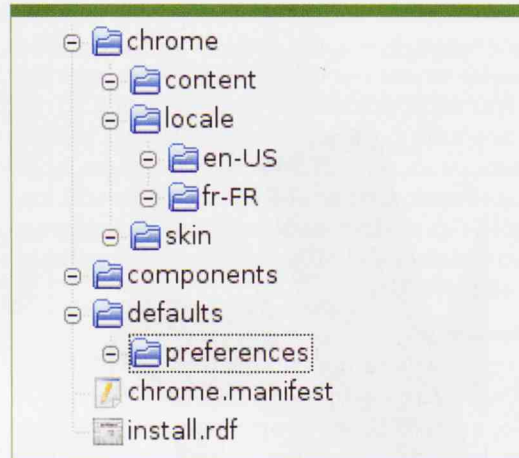 chrome
content
locale
en-US
fr-FR
skin
components
defaults
preferences
chrome.manifest
install.rdf